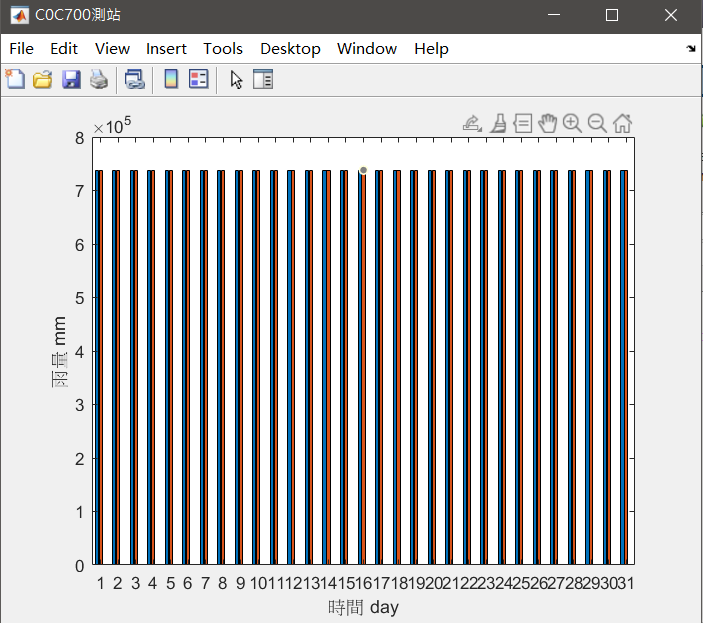 C0C700測站
File Edit View Insert Tools Desktop Window Help
×10⁵
8
7
6
5
4
3
2
1
0
雨量 mm
1 2 3 4 5 6 7 8 9 10 11 12 13 14 15 16 17 18 19 20 21 22 23 24 25 26 27 28 29 30 31
時間 day